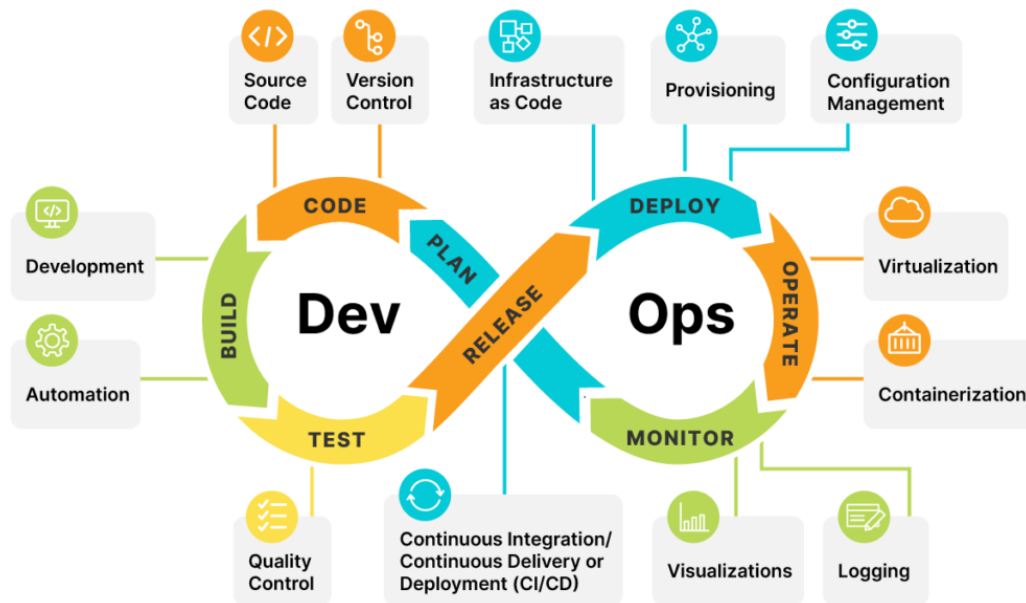 Source
Code
Version
Control
Infrastructure
as Code
Provisioning
Configuration
Management
CODE
PLAN
DEPLOY
Development
BUILD
Dev
RELEASE
Ops
OPERATE
Virtualization
Automation
Containerization
TEST
MONITOR
Quality
Control
Continuous Integration/
Continuous Delivery or
Deployment (CI/CD)
Visualizations
Logging